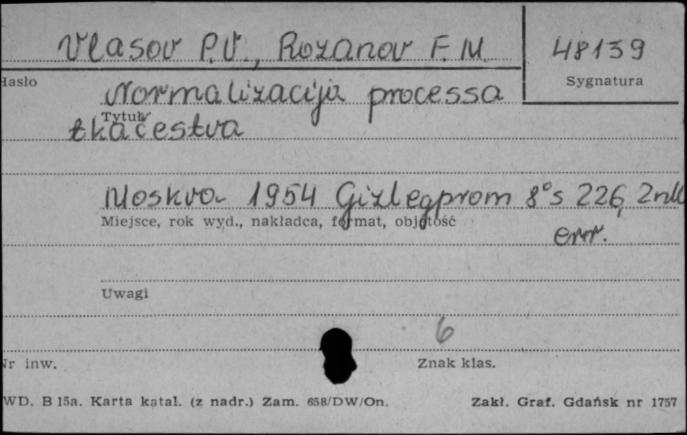 Vlasov P.V., Rozanov F.M.
48139
Hasło
Sygnatura
Normalizacija processa
Tytuł
tkačestva
Moskva 1954 Gizlegprom 8° s 226, 2nlb
Miejsce, rok wyd., nakładca, format, objętość
err.
Uwagi
6
Nr inw.
Znak klas.
WD. B 15a. Karta katal. (z nadr.) Zam. 658/DW/On.
Zakł. Graf. Gdańsk nr 1757